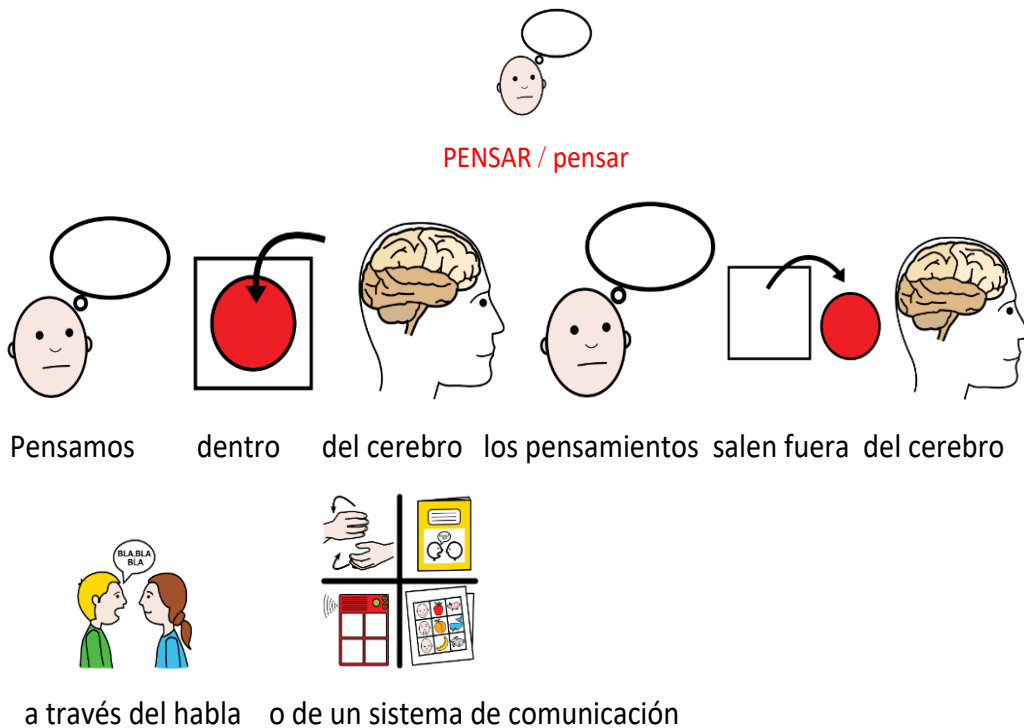 PENSAR / pensar
Pensamos dentro del cerebro los pensamientos salen fuera del cerebro
BLA,BLA
BLA
a través del habla o de un sistema de comunicación